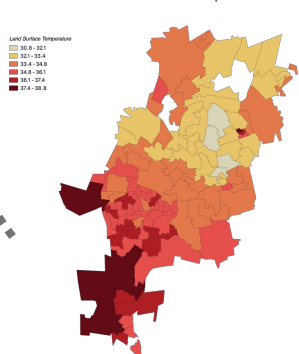 Land Surface Temperature
30.8 - 32.1
32.1 - 33.4
33.4 - 34.8
34.8 - 36.1
36.1 - 37.4
37.4 - 38.8